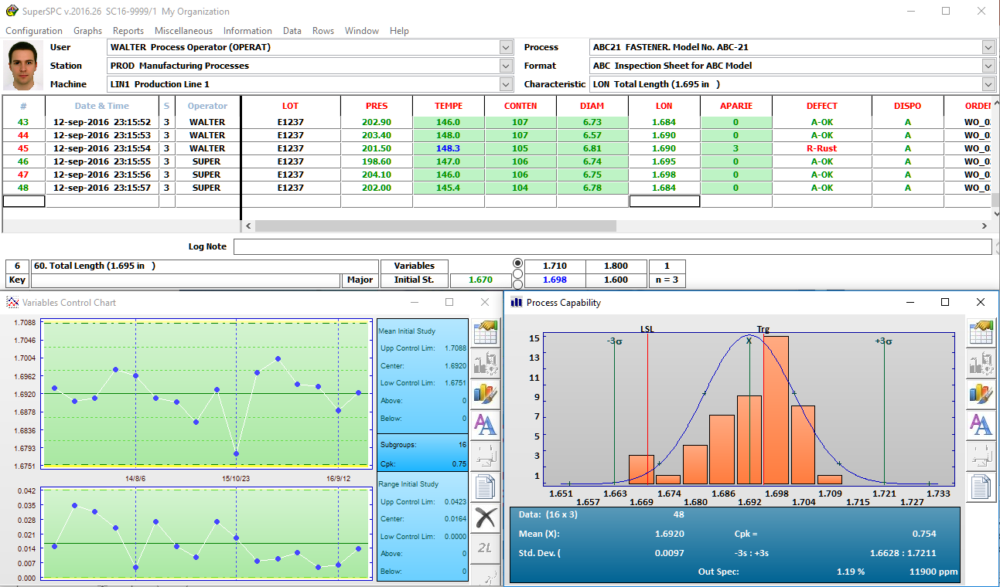 SuperSPC v.2016.26 SC16-9999/1 My Organization
Configuration Graphs Reports Miscellaneous Information Data Rows Window Help
User WALTER Process Operator (OPERAT) Process ABC21 FASTENER. Model No. ABC-21
Station PROD Manufacturing Processes Format ABC Inspection Sheet for ABC Model
Machine LIN1 Production Line 1 Characteristic LON Total Length (1.695 in )
# Date & Time S Operator LOT PRES TEMPE CONTEN DIAM LON APARIE DEFECT DISPO ORDEN
43 12-sep-2016 23:15:52 3 WALTER E1237 202.90 146.0 107 6.73 1.684 0 A-OK A WO_0
44 12-sep-2016 23:15:53 3 WALTER E1237 203.40 148.0 107 6.57 1.690 0 A-OK A WO_0
45 12-sep-2016 23:15:54 3 WALTER E1237 201.50 148.3 105 6.81 1.690 3 R-Rust A WO_0
46 12-sep-2016 23:15:55 3 SUPER E1237 198.60 147.0 106 6.74 1.695 0 A-OK A WO_0
47 12-sep-2016 23:15:56 3 SUPER E1237 204.10 146.0 106 6.75 1.698 0 A-OK A WO_0
48 12-sep-2016 23:15:57 3 SUPER E1237 202.00 145.4 104 6.78 1.684 0 A-OK A WO_0
Log Note
6 60. Total Length (1.695 in ) Variables 1.710 1.800 1
Key Major Initial St. 1.670 1.698 1.600 n = 3
Variables Control Chart
1.7088
1.7046
1.7004
1.6962
1.6920
1.6878
1.6836
1.6793
1.6751
14/8/6 15/10/23 16/9/12
0.042
0.035
0.028
0.021
0.014
0.007
0.000
Mean Initial Study
Upp Control Lim: 1.7088
Center: 1.6920
Low Control Lim: 1.6751
Above: 0
Below: 0
Subgroups: 16
Cpk: 0.75
Range Initial Study
Upp Control Lim: 0.0423
Center: 0.0164
Low Control Lim: 0.0000
Above: 0
Below: 0
2L
Process Capability
LSL Trg
-3σ X +3σ
15
13
11
9
7
5
3
1
1.651 1.663 1.674 1.686 1.698 1.709 1.721 1.733
1.657 1.669 1.680 1.692 1.704 1.715 1.727
Data: (16 x 3) 48
Mean (X): 1.6920 Cpk = 0.754
Std. Dev. ( 0.0097 -3s : +3s 1.6628 : 1.7211
Out Spec: 1.19 % 11900 ppm